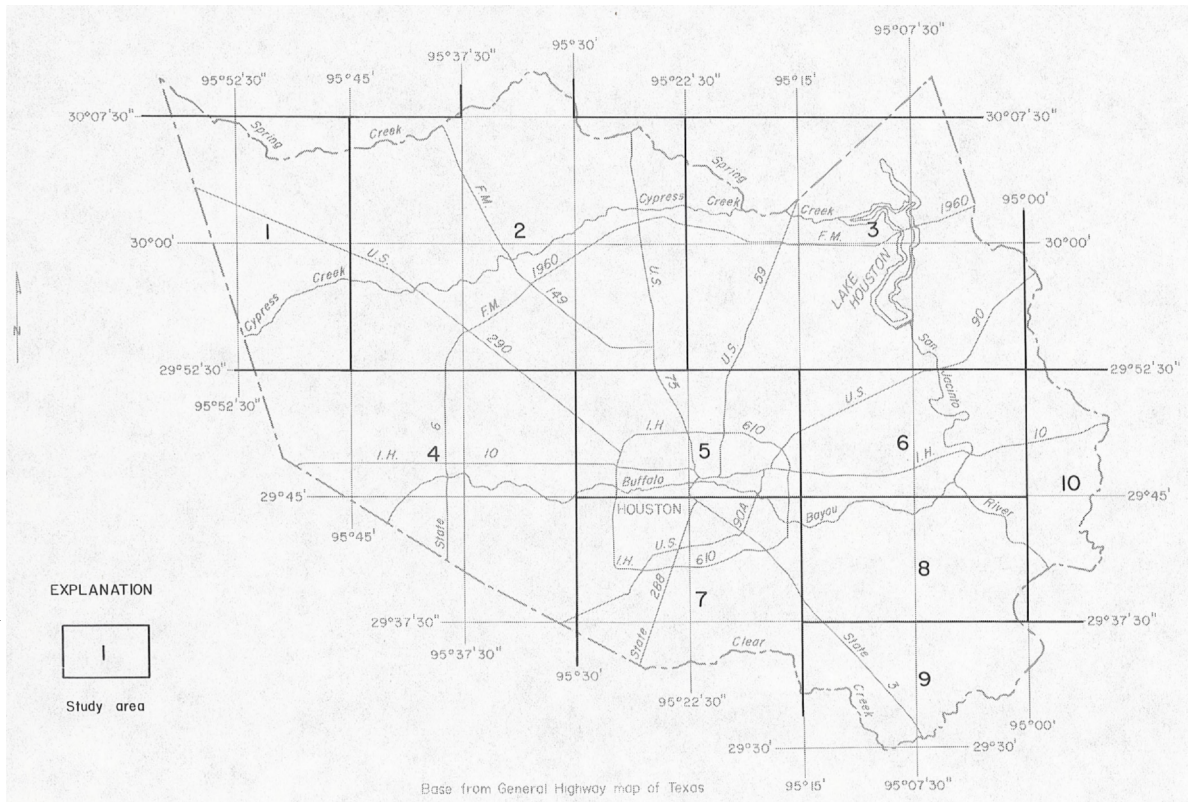 95°07'30"
95°30'
95°37'30"
95°52'30"
95°45'
95°22'30"
95°15'
30°07'30"
30°07'30"
Spring
Creek
Spring
F.M.
Cypress
Creek
Creek
1960
95°00'
1
2
3
30°00'
30°00'
U.S.
F.M.
U.S.
1960
59
149
LAKE
HOUSTON
Creek
Cypress
N
F.M.
290
90
San
U.S.
29°52'30"
29°52'30"
75
Jacinto
95°52'30"
U.S.
6
I.H.
610
10
4
5
6
I.H.
10
I.H.
10
Buffalo
29°45'
29°45'
HOUSTON
90A
Bayou
River
95°45'
State
U.S.
I.H.
610
8
EXPLANATION
288
7
1
29°37'30"
29°37'30"
State
Clear
State
95°37'30"
95°30'
9
3
Creek
Study area
95°22'30"
95°00'
29°30'
29°30'
95°15'
95°07'30"
Base from General Highway map of Texas